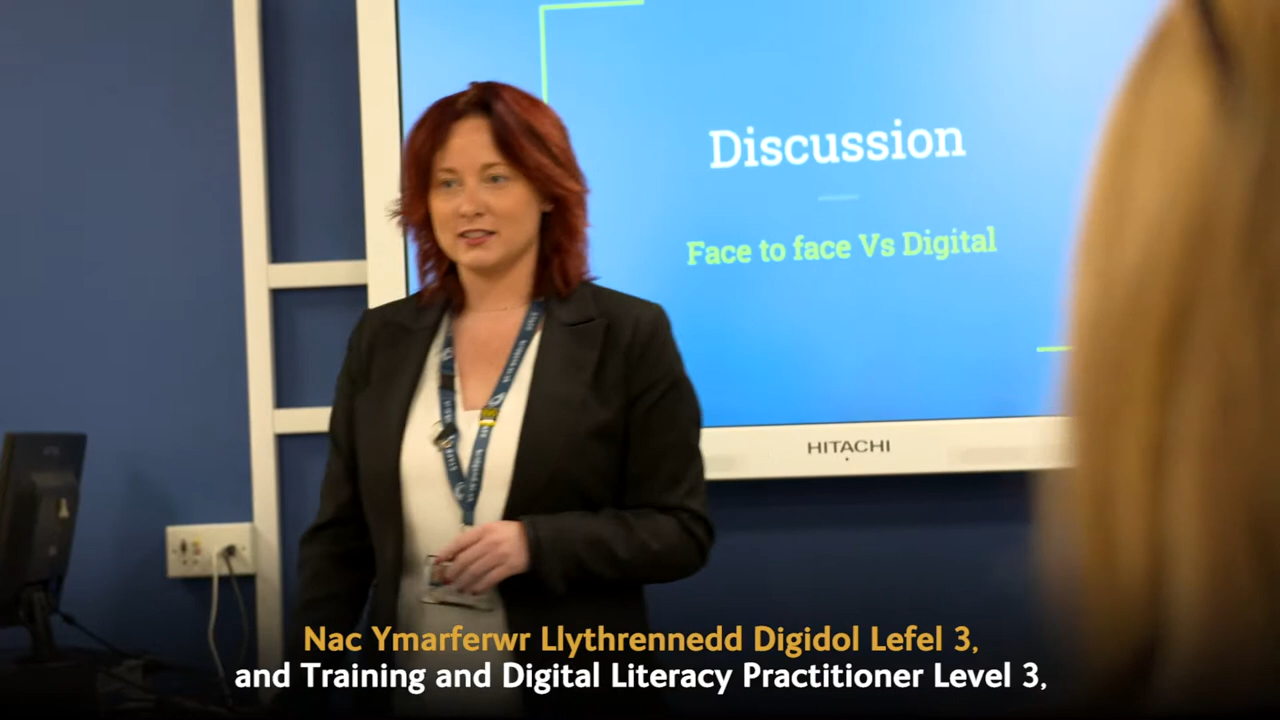 Discussion
Face to face Vs Digital
HITACHI
Nac Ymarferwr Llythrennedd Digidol Lefel 3,
and Training and Digital Literacy Practitioner Level 3,